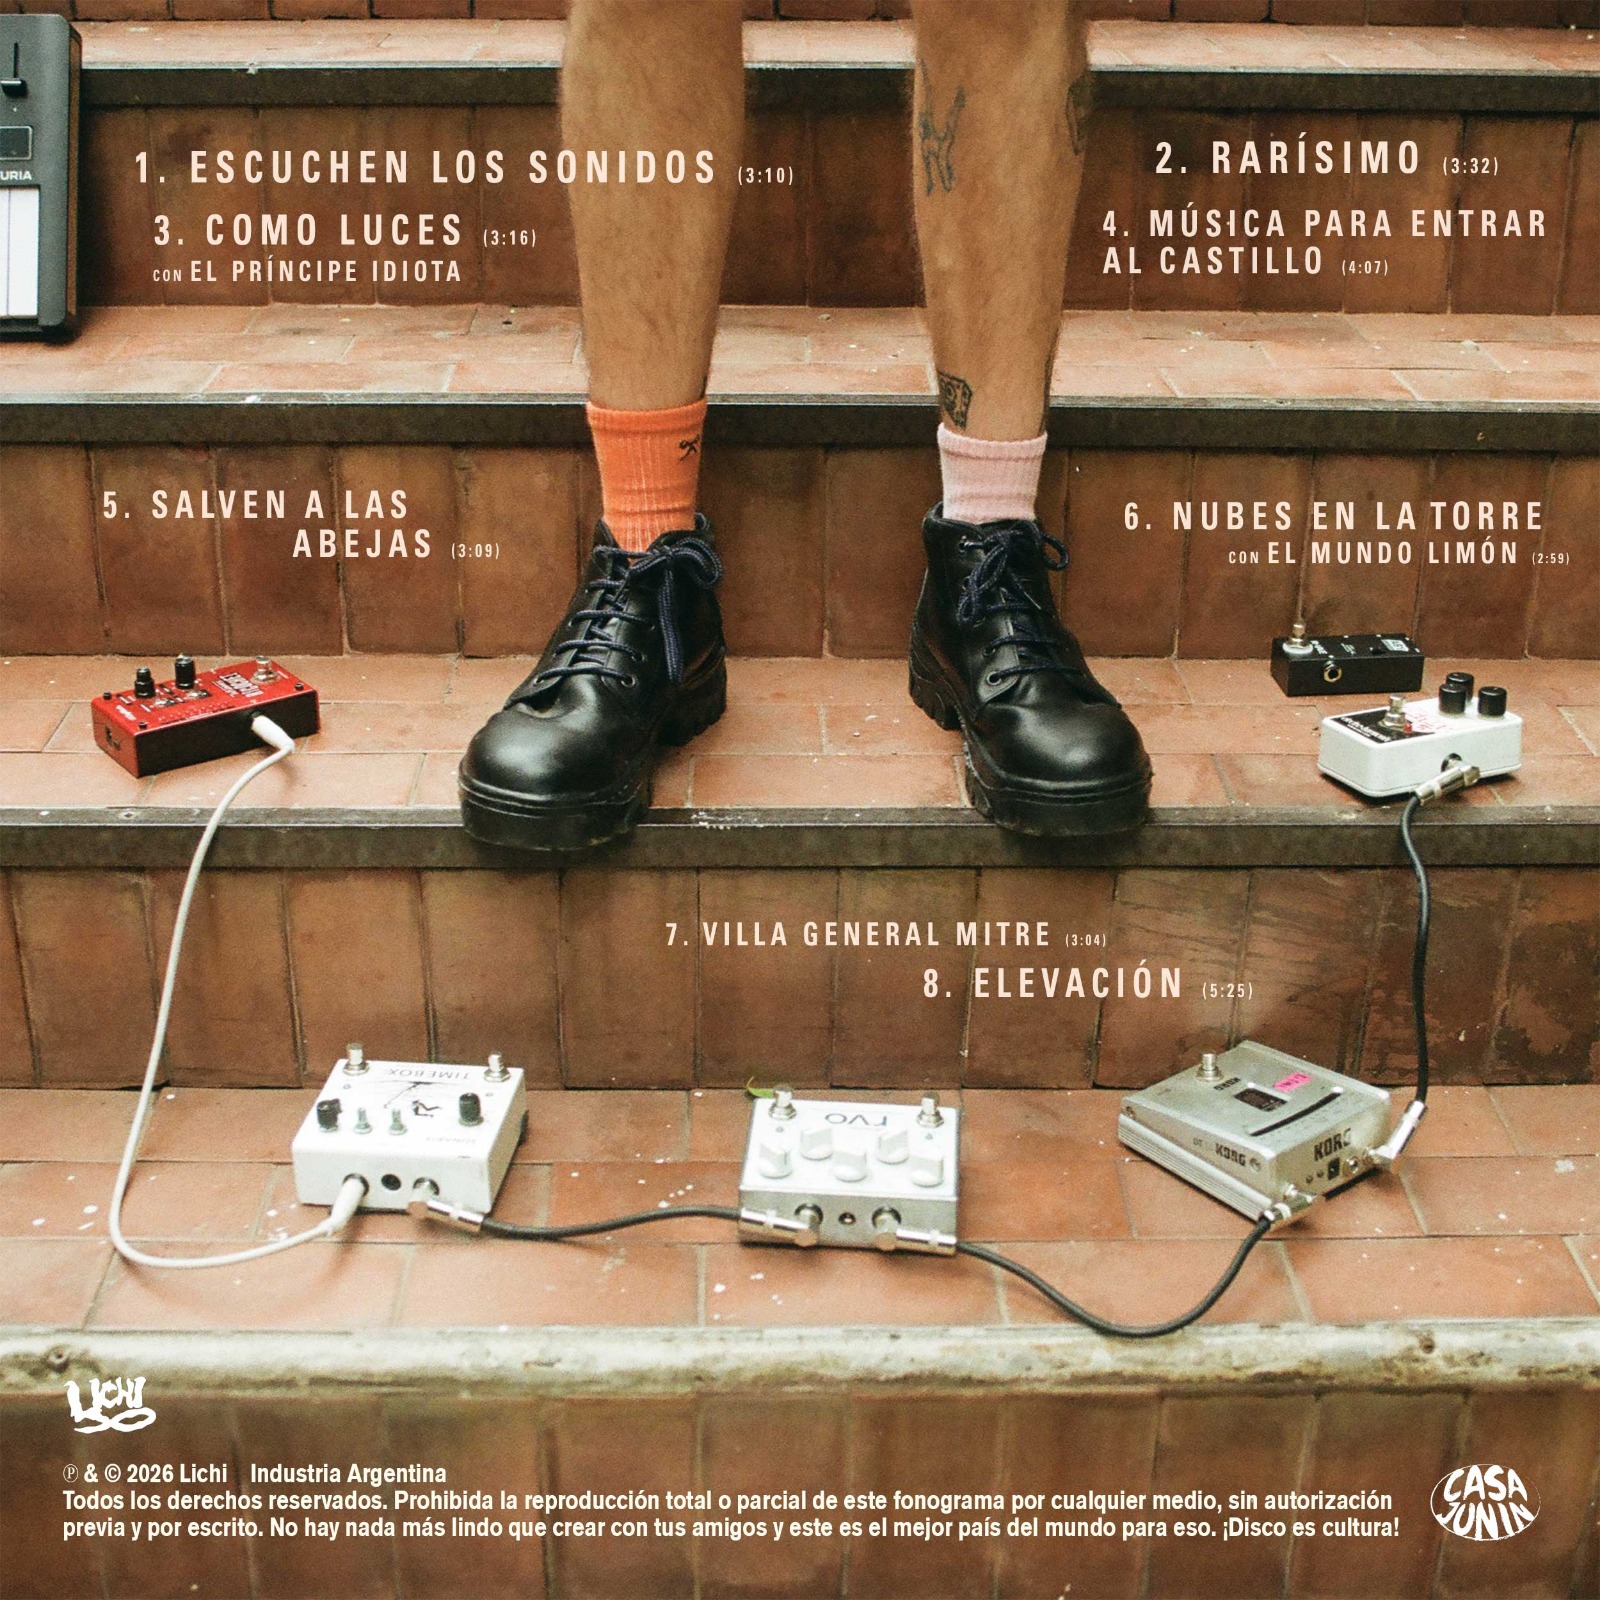 1. ESCUCHEN LOS SONIDOS (3:10)
2. RARÍSIMO (3:32)
3. COMO LUCES (3:16)
CON EL PRÍNCIPE IDIOTA
4. MÚSICA PARA ENTRAR
AL CASTILLO (4:07)
5. SALVEN A LAS
ABEJAS (3:09)
6. NUBES EN LA TORRE
CON EL MUNDO LIMÓN (2:59)
7. VILLA GENERAL MITRE (3:04)
8. ELEVACIÓN (5:25)
URIA
TIMEBOX
rvo
KORG
KORG
LICHI
℗ & © 2026 Lichi Industria Argentina
Todos los derechos reservados. Prohibida la reproducción total o parcial de este fonograma por cualquier medio, sin autorización
previa y por escrito. No hay nada más lindo que crear con tus amigos y este es el mejor país del mundo para eso. ¡Disco es cultura!
CASA
JUNIN